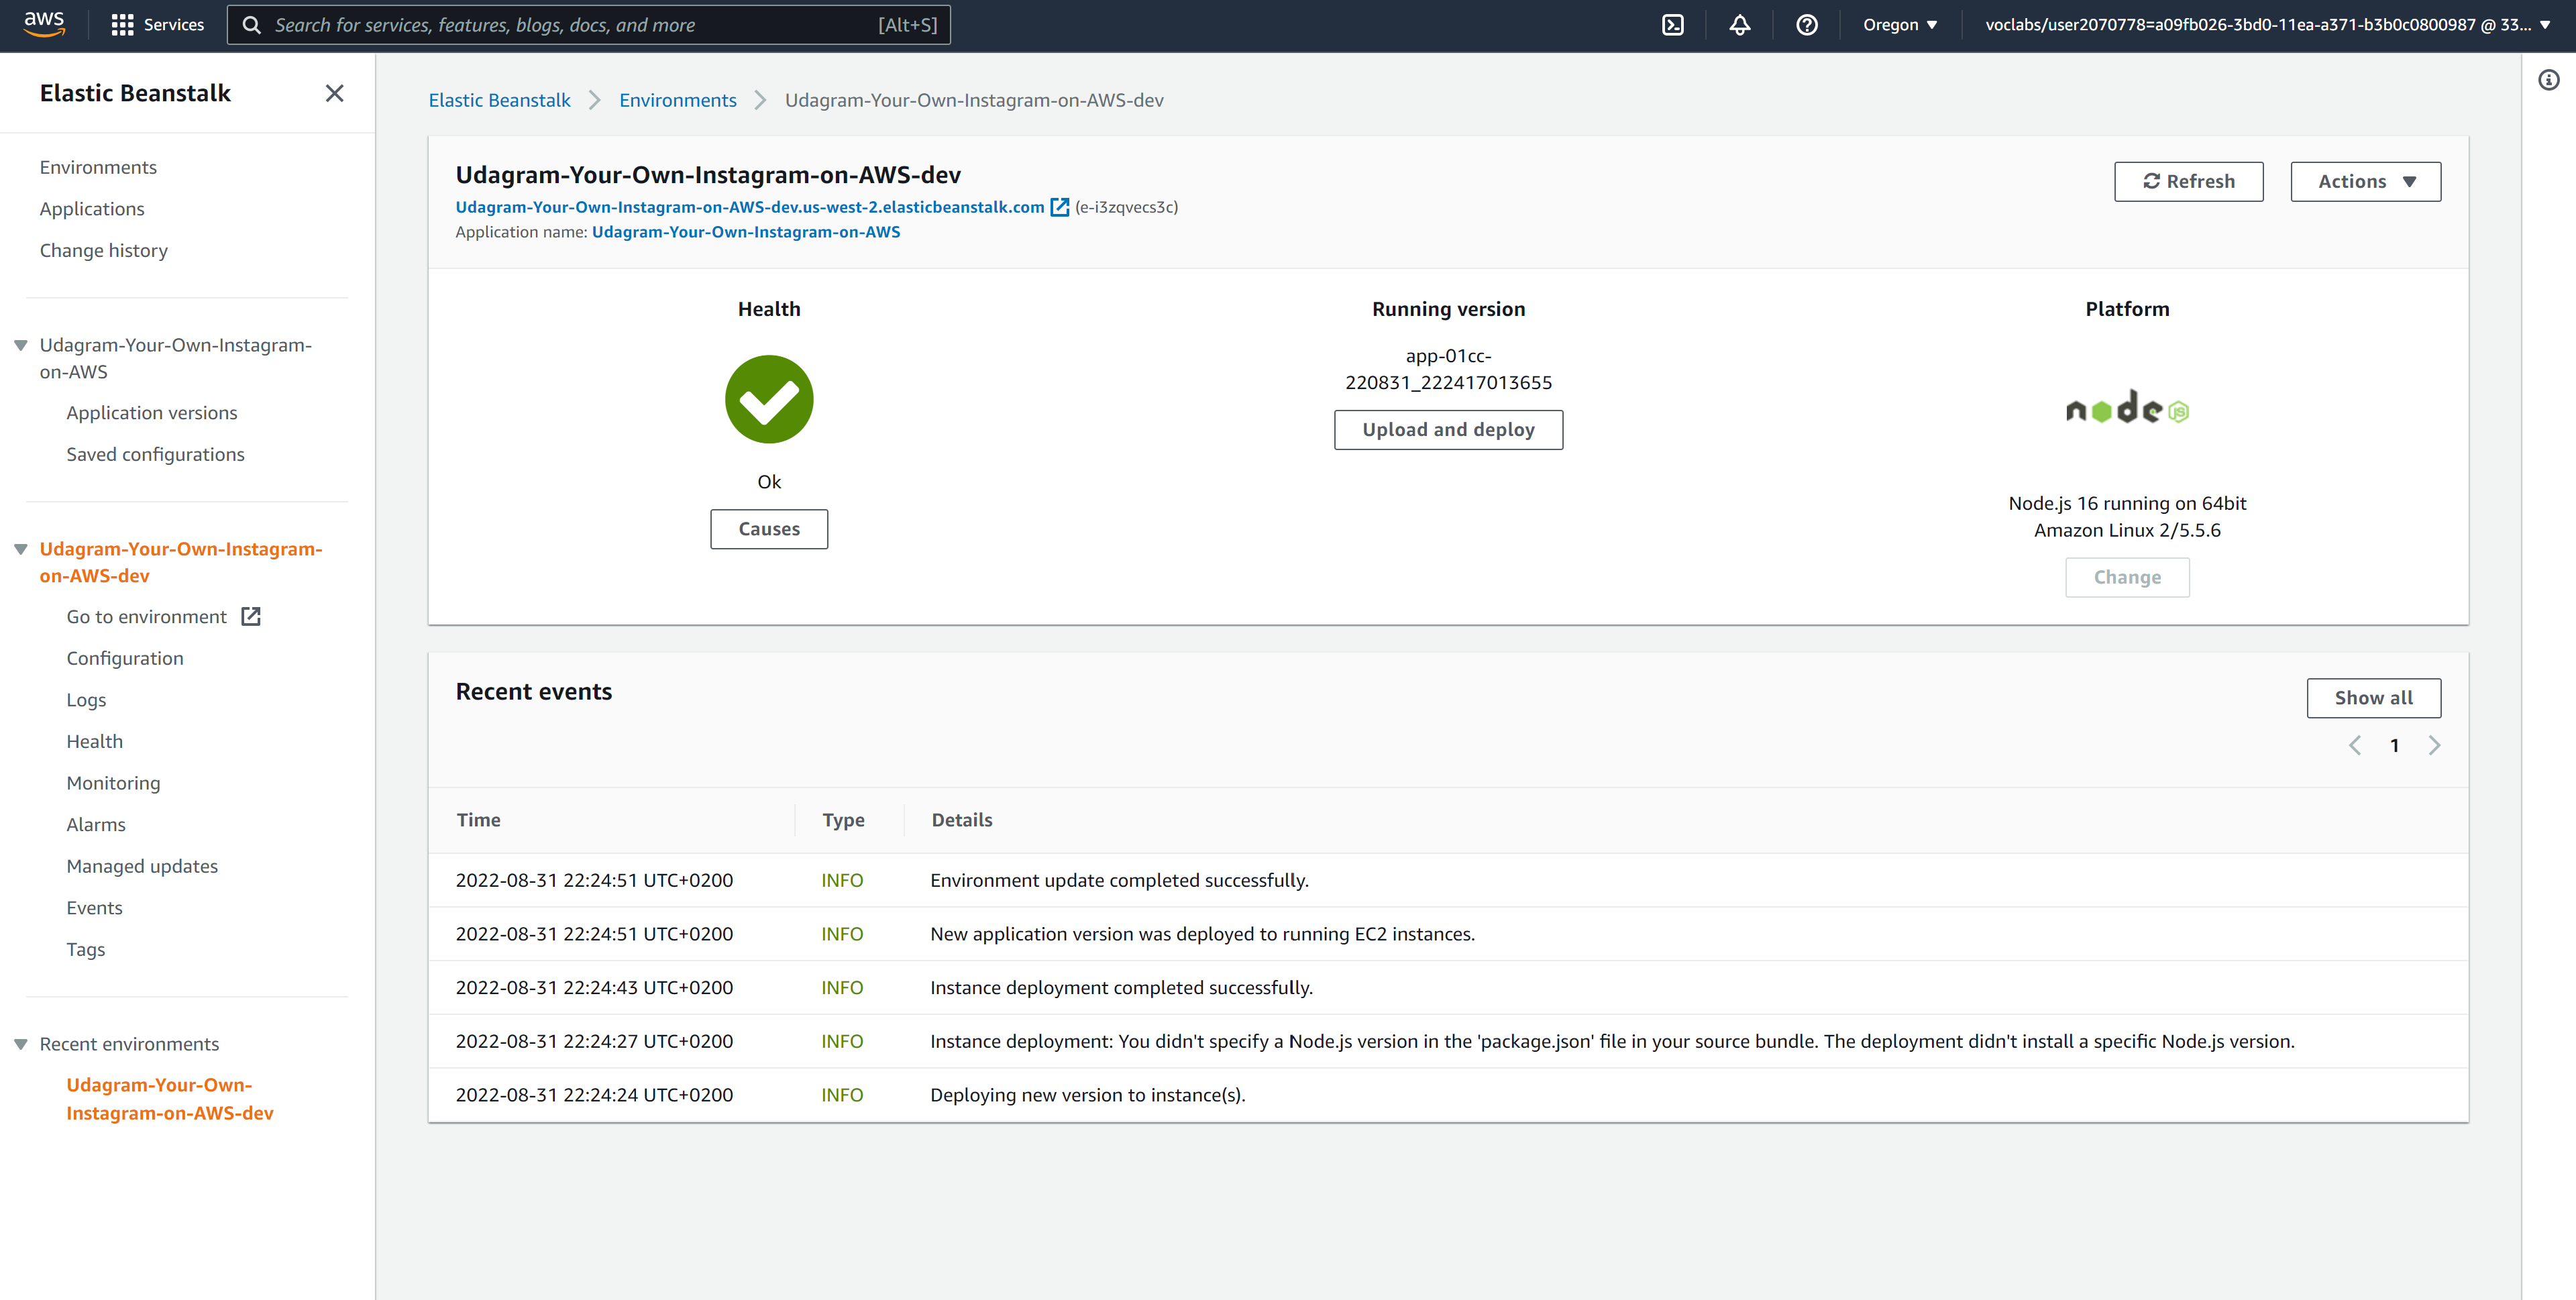 aws
Services
Search for services, features, blogs, docs, and more
[Alt+S]
Oregon
voclabs/user2070778=a09fb026-3bd0-11ea-a371-b3b0c0800987 @ 33...
Elastic Beanstalk
Environments
Applications
Change history
Udagram-Your-Own-Instagram-
on-AWS
Application versions
Saved configurations
Udagram-Your-Own-Instagram-
on-AWS-dev
Go to environment
Configuration
Logs
Health
Monitoring
Alarms
Managed updates
Events
Tags
Recent environments
Udagram-Your-Own-
Instagram-on-AWS-dev
Elastic Beanstalk
Environments
Udagram-Your-Own-Instagram-on-AWS-dev
Udagram-Your-Own-Instagram-on-AWS-dev
Udagram-Your-Own-Instagram-on-AWS-dev.us-west-2.elasticbeanstalk.com (e-i3zqvecs3c)
Application name: Udagram-Your-Own-Instagram-on-AWS
Refresh
Actions
Health
Ok
Causes
Running version
app-01cc-
220831_222417013655
Upload and deploy
Platform
node JS
Node.js 16 running on 64bit
Amazon Linux 2/5.5.6
Change
Recent events
Show all
1
Time Type Details
2022-08-31 22:24:51 UTC+0200 INFO Environment update completed successfully.
2022-08-31 22:24:51 UTC+0200 INFO New application version was deployed to running EC2 instances.
2022-08-31 22:24:43 UTC+0200 INFO Instance deployment completed successfully.
2022-08-31 22:24:27 UTC+0200 INFO Instance deployment: You didn't specify a Node.js version in the 'package.json' file in your source bundle. The deployment didn't install a specific Node.js version.
2022-08-31 22:24:24 UTC+0200 INFO Deploying new version to instance(s).